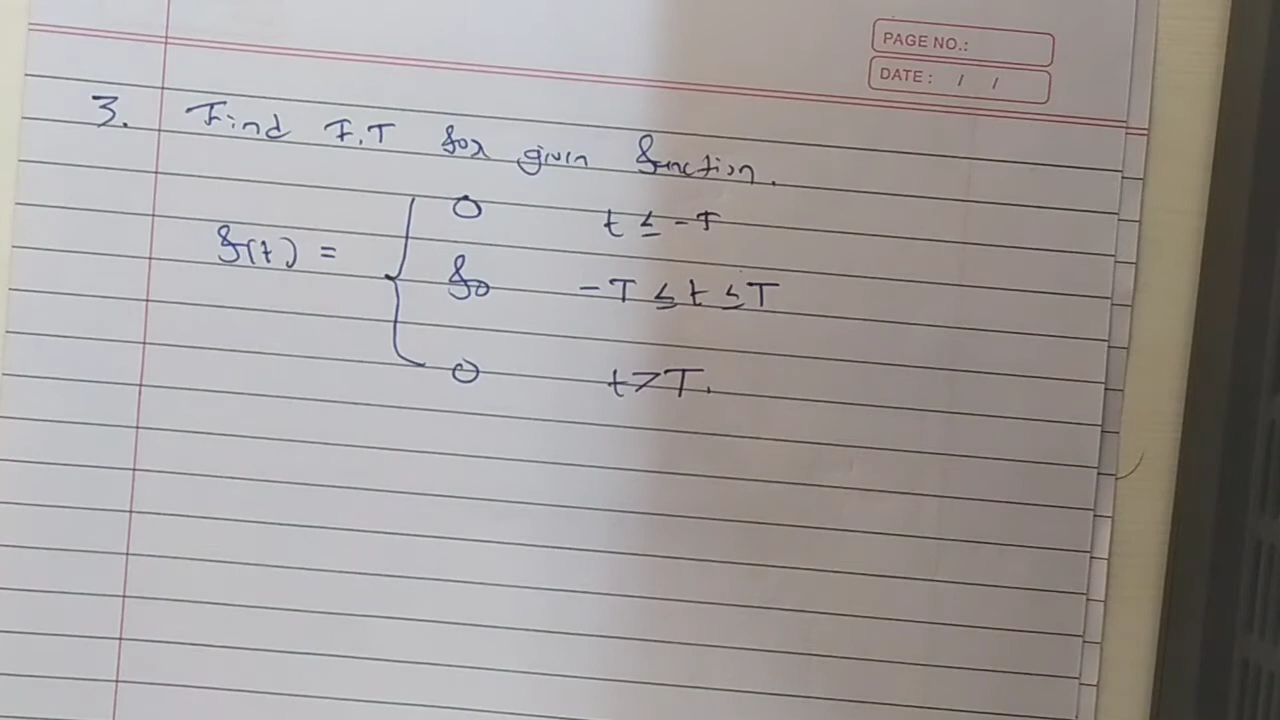 PAGE NO.:
DATE : / /
3. Find F.T for given function.
f(t) = { 0 t ≤ -T
f0 -T ≤ t ≤ T
0 t > T.